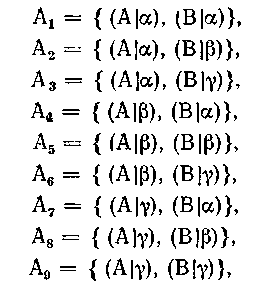 A₁ = { (A|α), (B|α)},
A₂ = { (A|α), (B|β)},
A₃ = { (A|α), (B|γ)},
A₄ = { (A|β), (B|α)},
A₅ = { (A|β), (B|β)},
A₆ = { (A|β), (B|γ)},
A₇ = { (A|γ), (B|α)},
A₈ = { (A|γ), (B|β)},
A₉ = { (A|γ), (B|γ)},